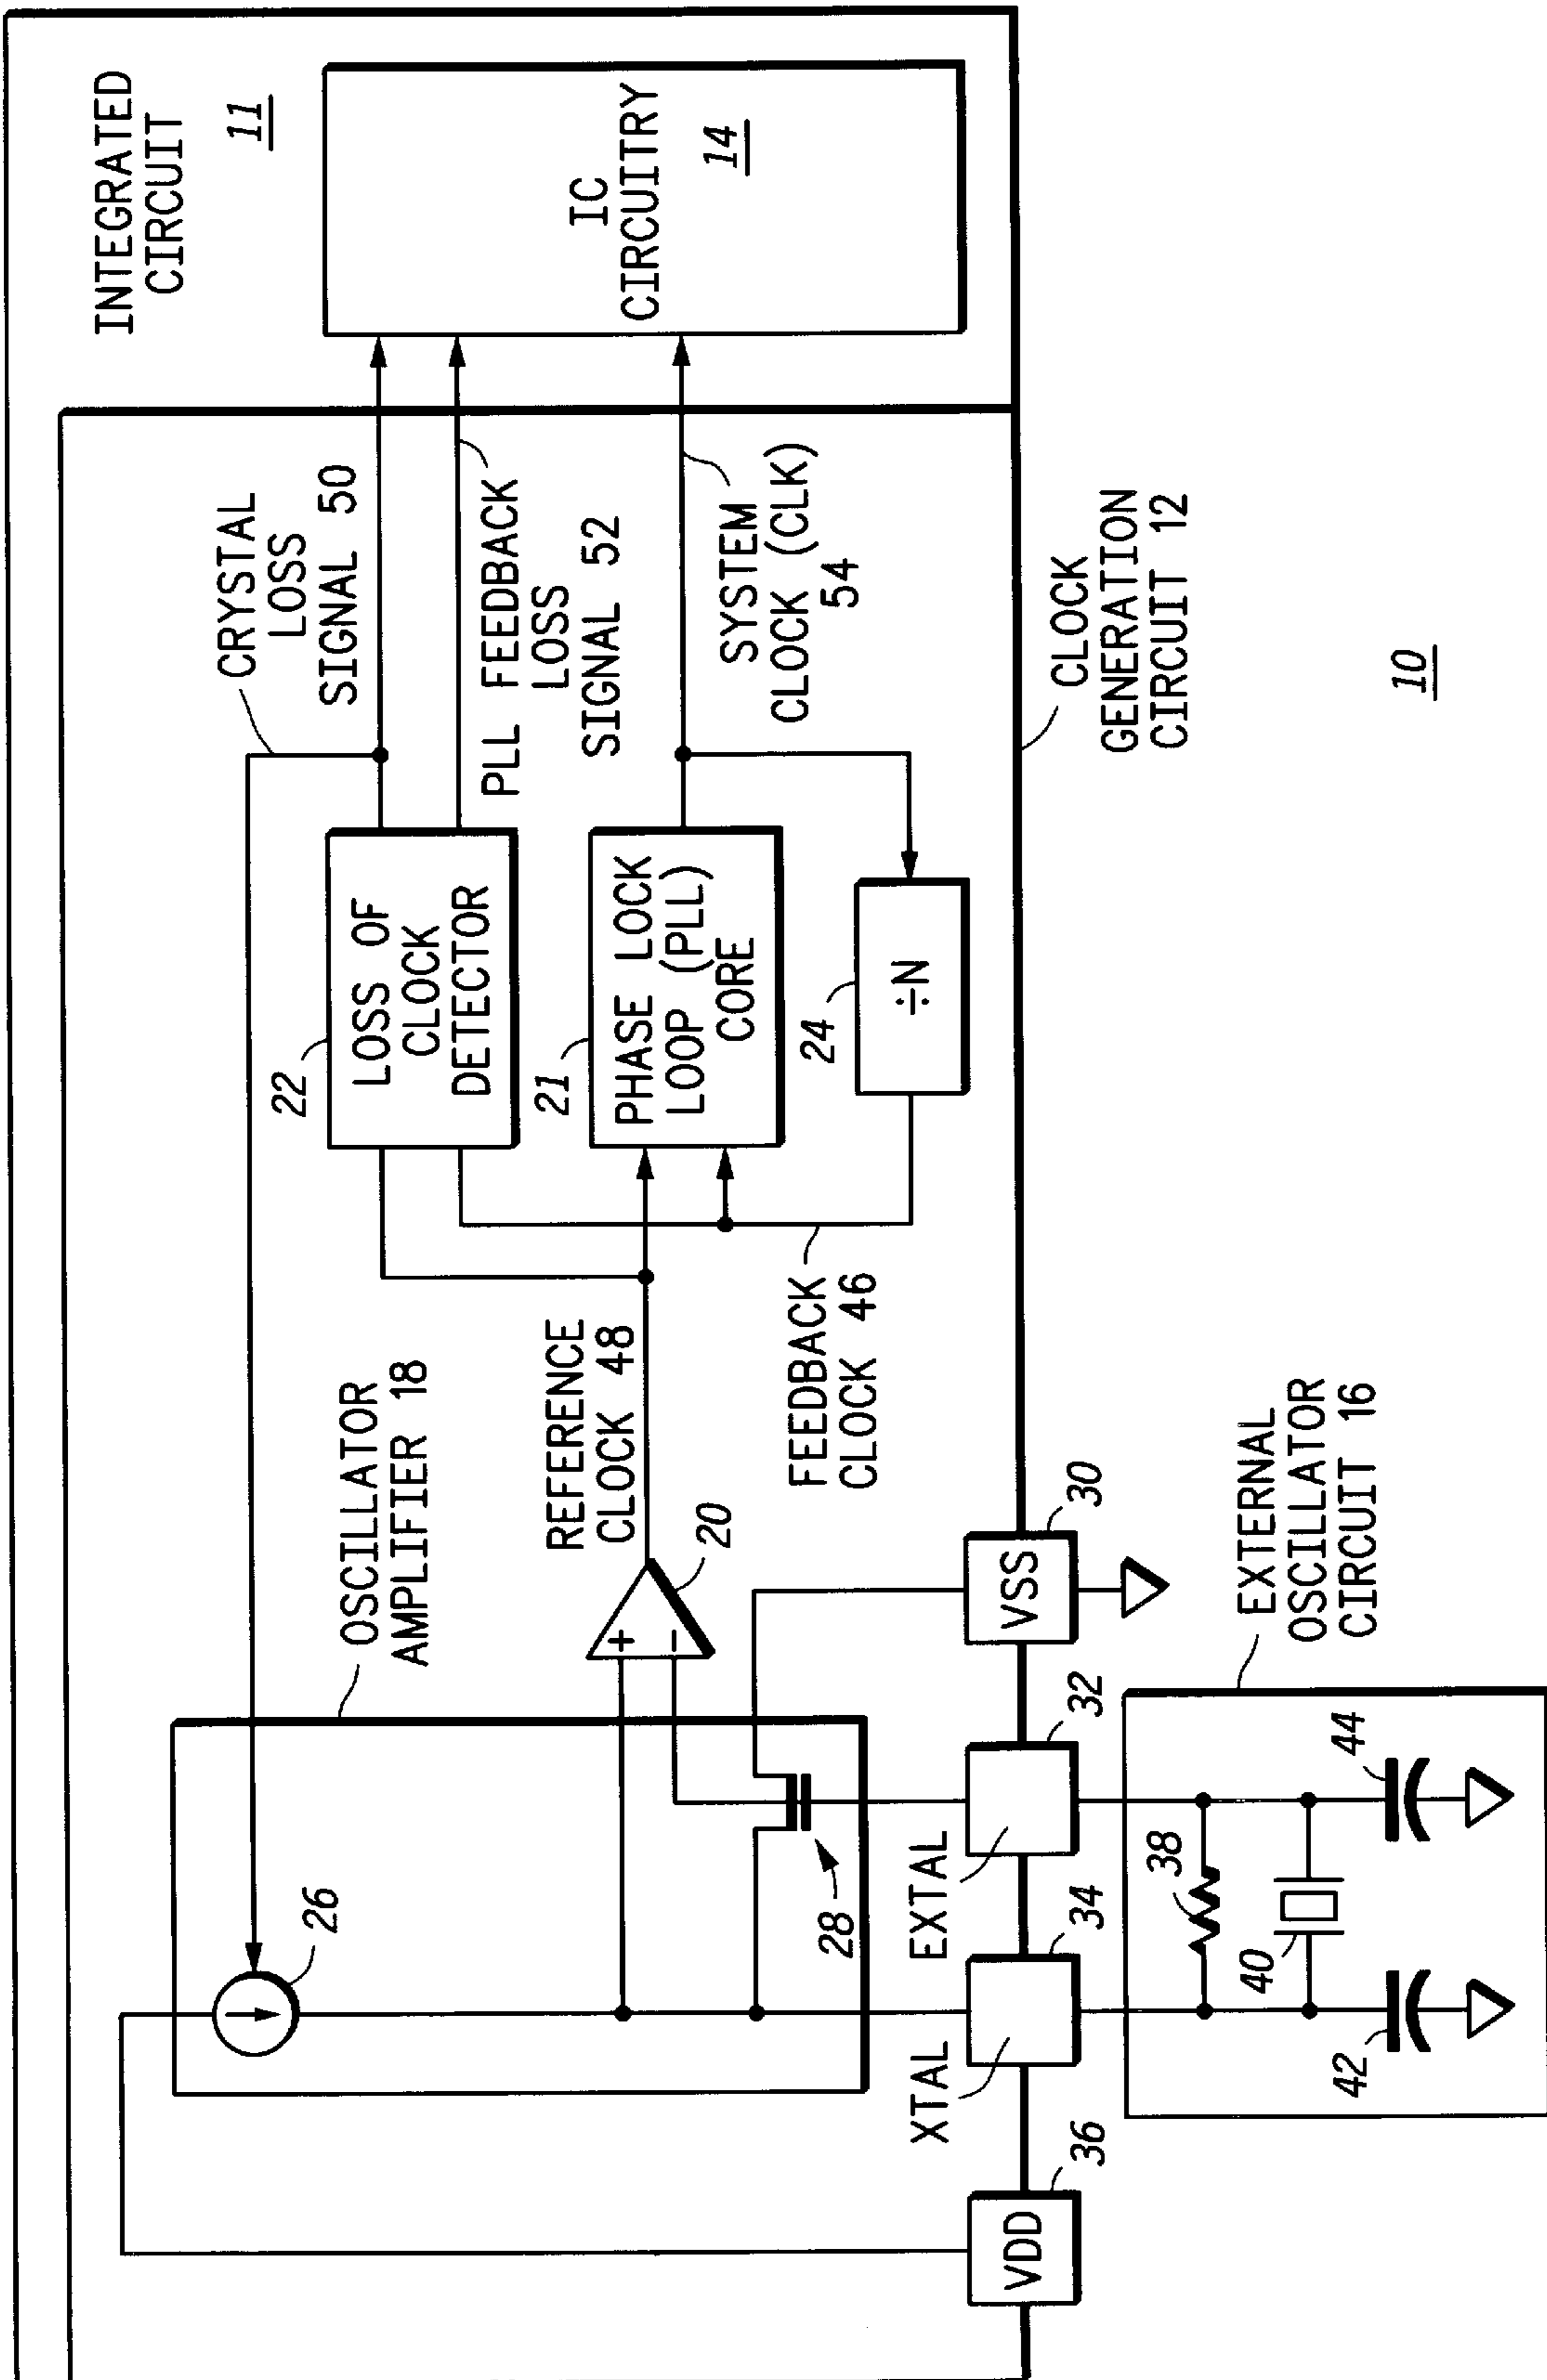 INTEGRATED
CIRCUIT
11
IC
CIRCUITRY
14
CRYSTAL
LOSS
SIGNAL 50
PLL FEEDBACK
LOSS
SIGNAL 52
SYSTEM
CLOCK (CLK)
54
22
LOSS OF
CLOCK
DETECTOR
21
PHASE LOCK
LOOP (PLL)
CORE
24
÷N
OSCILLATOR
AMPLIFIER 18
REFERENCE
CLOCK 48
FEEDBACK
CLOCK 46
20
+
−
26
28
CLOCK
GENERATION
CIRCUIT 12
10
VDD
36
XTAL
34
EXTAL
32
VSS
30
EXTERNAL
OSCILLATOR
CIRCUIT 16
38
40
42
44